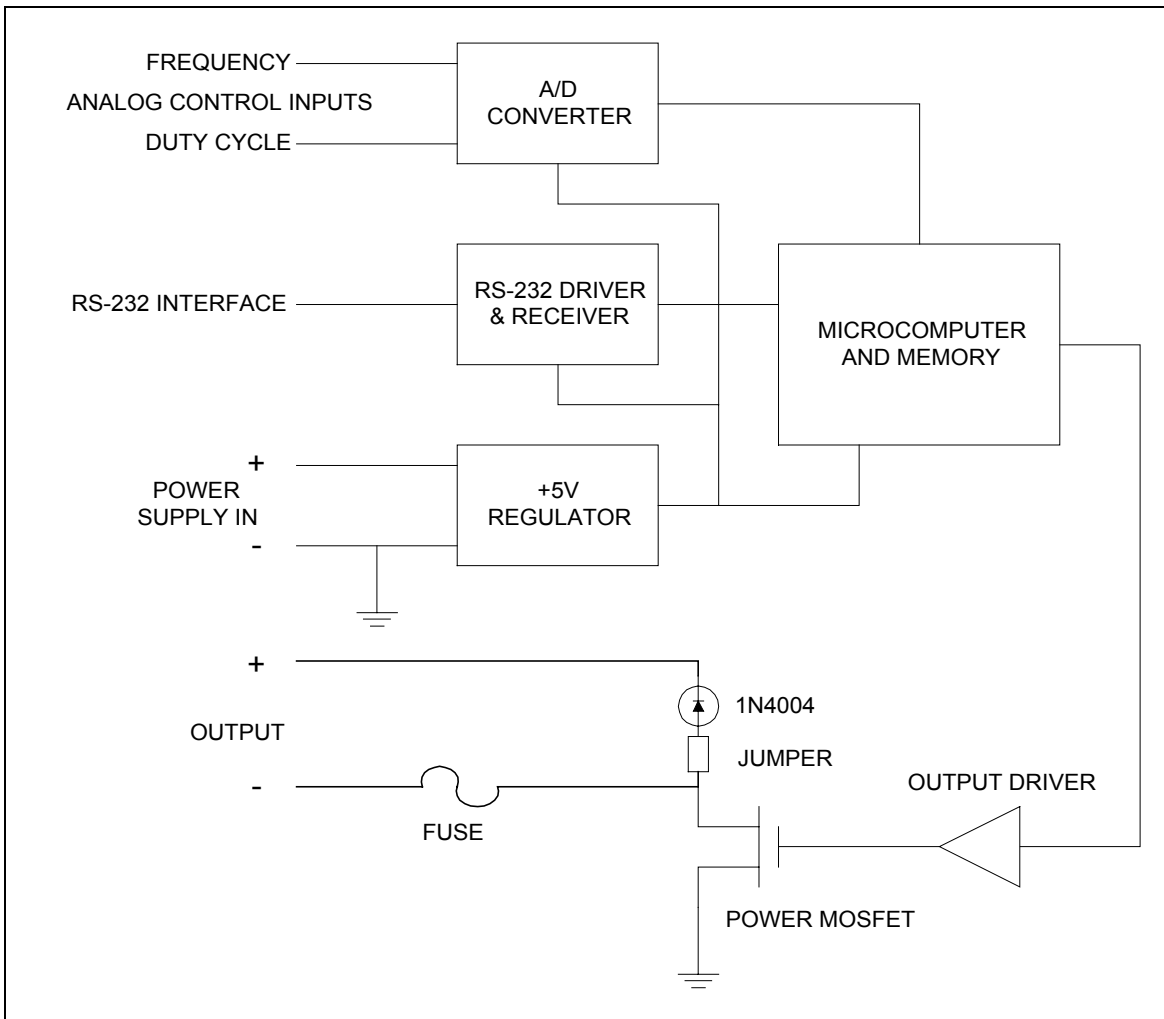 FREQUENCY
ANALOG CONTROL INPUTS
DUTY CYCLE
A/D
CONVERTER
RS-232 INTERFACE
RS-232 DRIVER
& RECEIVER
MICROCOMPUTER
AND MEMORY
+
POWER
SUPPLY IN
-
+5V
REGULATOR
+
OUTPUT
-
1N4004
JUMPER
FUSE
OUTPUT DRIVER
POWER MOSFET